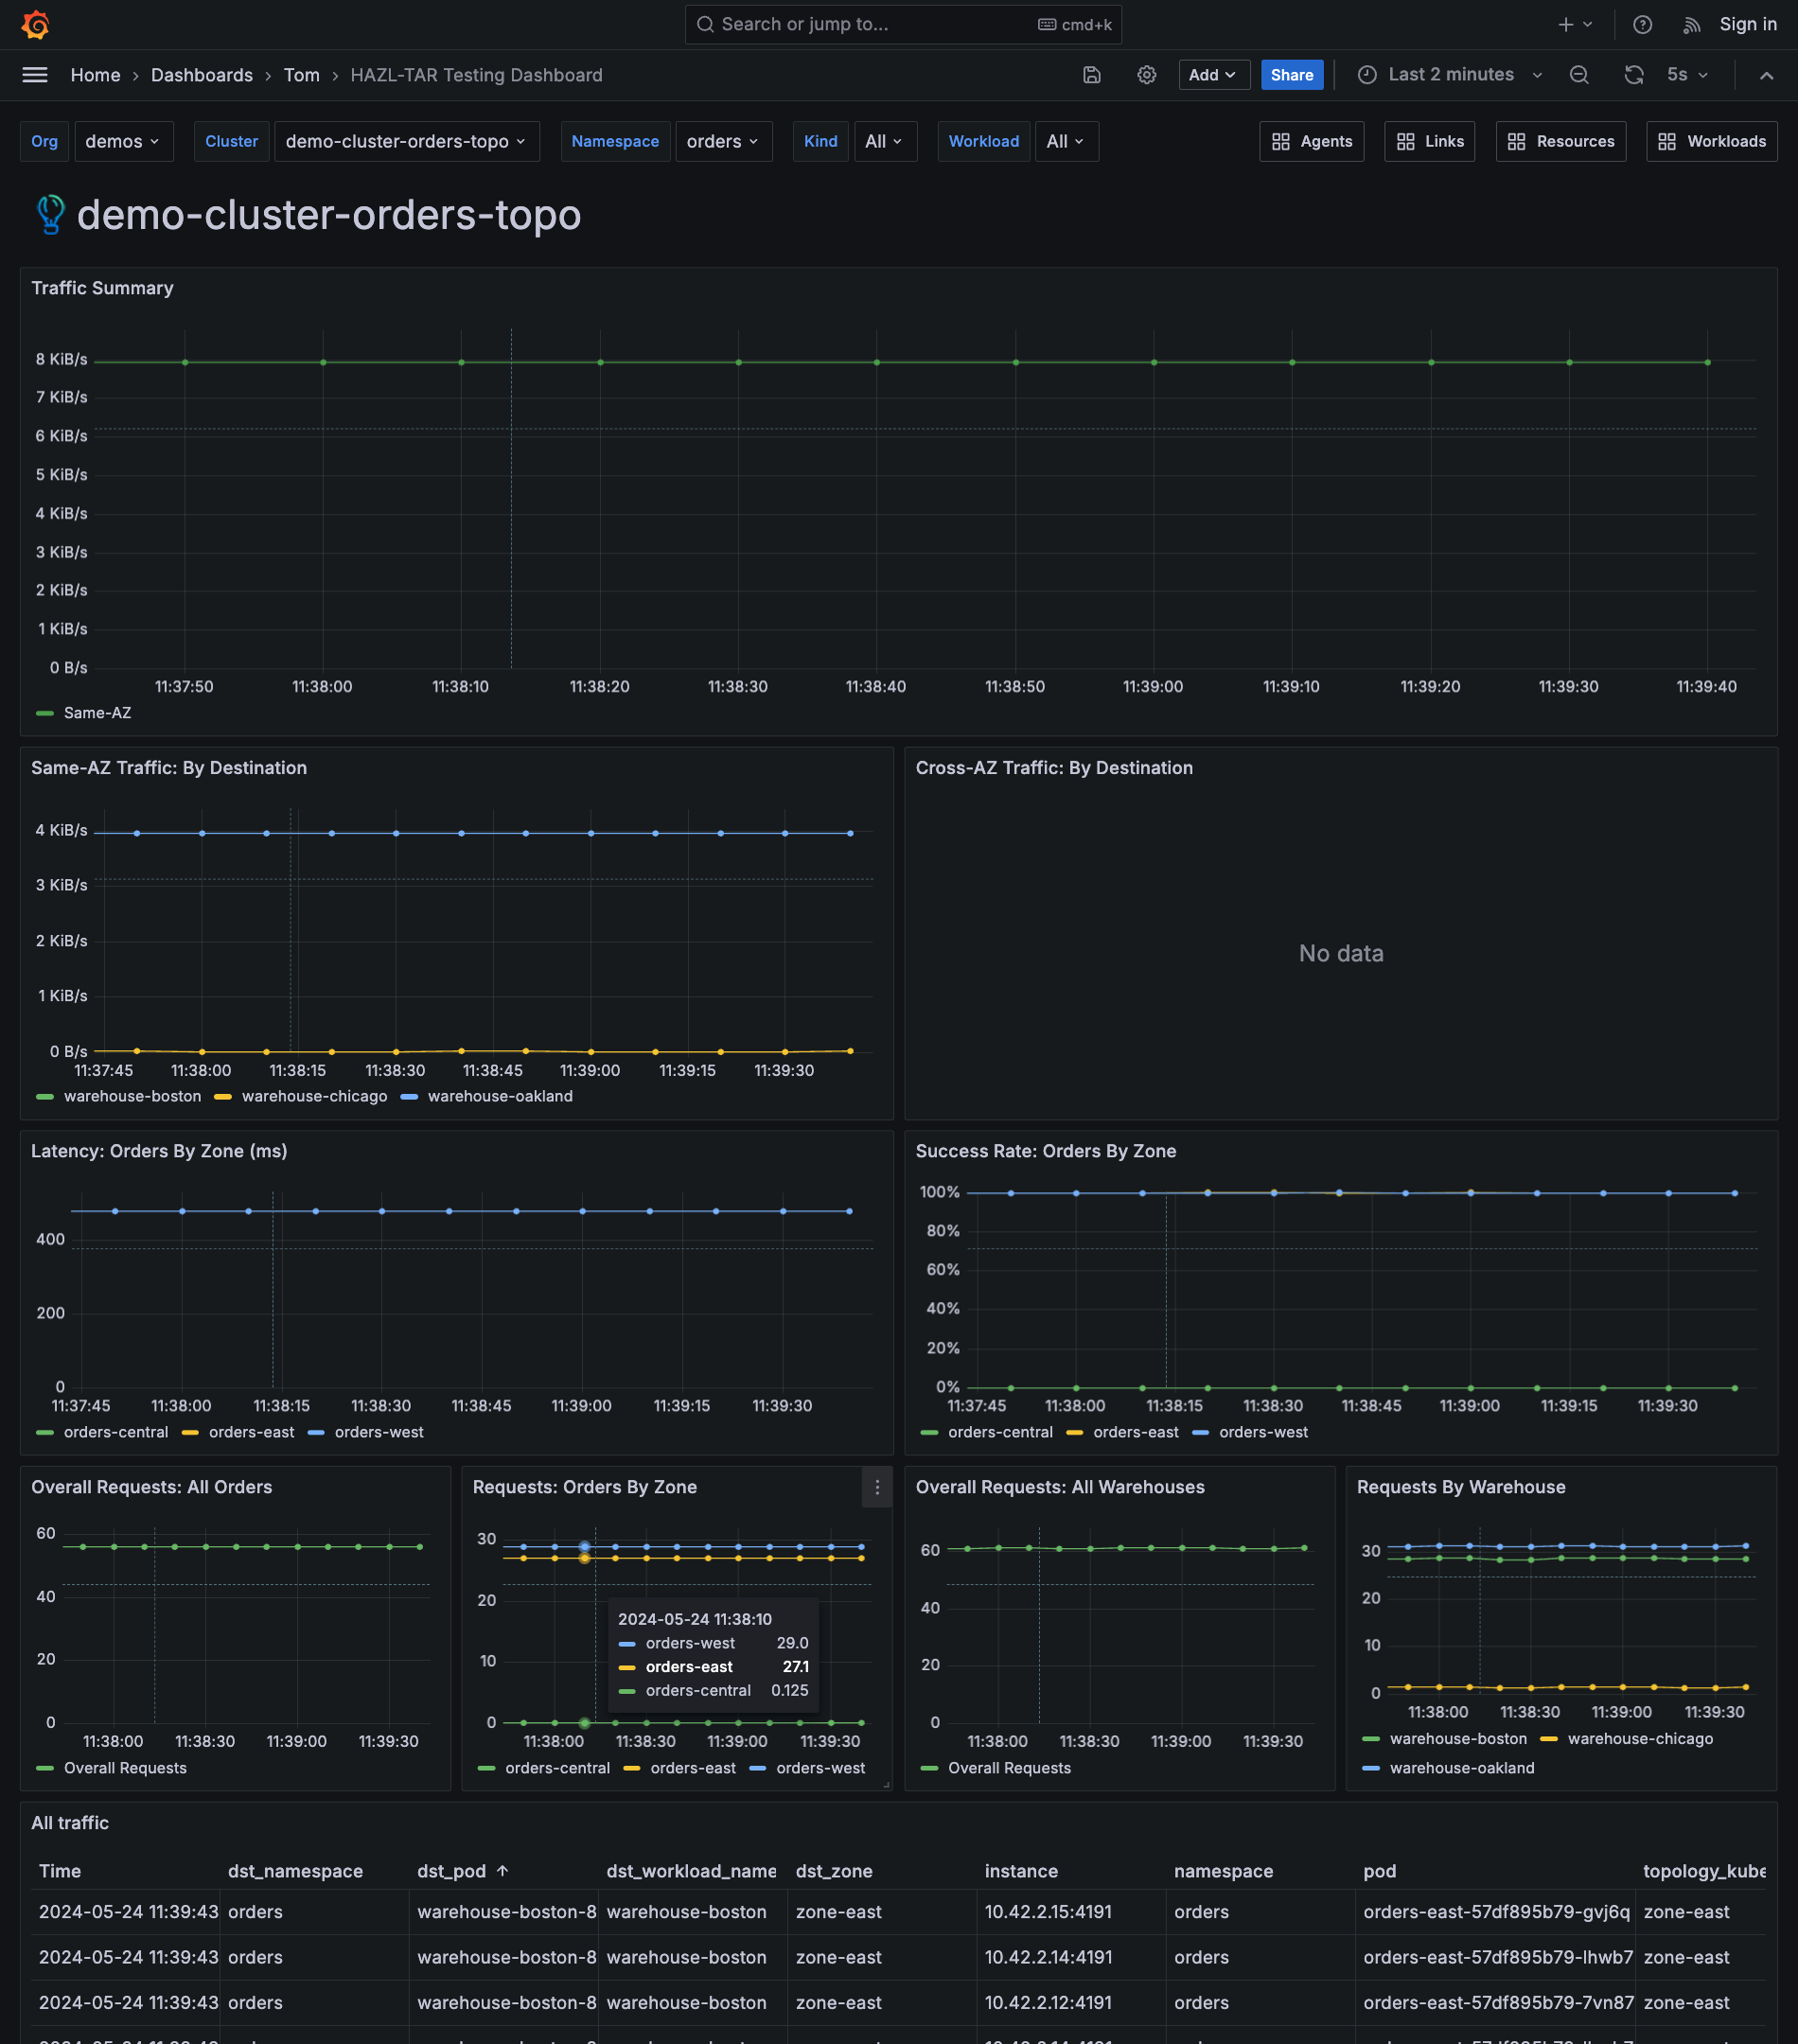 Search or jump to... cmd+k Sign in
Home › Dashboards › Tom › HAZL-TAR Testing Dashboard Add Share Last 2 minutes 5s
Org demos Cluster demo-cluster-orders-topo Namespace orders Kind All Workload All Agents Links Resources Workloads
demo-cluster-orders-topo
Traffic Summary
8 KiB/s
7 KiB/s
6 KiB/s
5 KiB/s
4 KiB/s
3 KiB/s
2 KiB/s
1 KiB/s
0 B/s
11:37:50 11:38:00 11:38:10 11:38:20 11:38:30 11:38:40 11:38:50 11:39:00 11:39:10 11:39:20 11:39:30 11:39:40
Same-AZ
Same-AZ Traffic: By Destination
4 KiB/s
3 KiB/s
2 KiB/s
1 KiB/s
0 B/s
11:37:45 11:38:00 11:38:15 11:38:30 11:38:45 11:39:00 11:39:15 11:39:30
warehouse-boston warehouse-chicago warehouse-oakland
Cross-AZ Traffic: By Destination
No data
Latency: Orders By Zone (ms)
400
200
0
11:37:45 11:38:00 11:38:15 11:38:30 11:38:45 11:39:00 11:39:15 11:39:30
orders-central orders-east orders-west
Success Rate: Orders By Zone
100%
80%
60%
40%
20%
0%
11:37:45 11:38:00 11:38:15 11:38:30 11:38:45 11:39:00 11:39:15 11:39:30
orders-central orders-east orders-west
Overall Requests: All Orders
60
40
20
0
11:38:00 11:38:30 11:39:00 11:39:30
Overall Requests
Requests: Orders By Zone
30
20
10
0
2024-05-24 11:38:10
orders-west 29.0
orders-east 27.1
orders-central 0.125
11:38:00 11:38:30 11:39:00 11:39:30
orders-central orders-east orders-west
Overall Requests: All Warehouses
60
40
20
0
11:38:00 11:38:30 11:39:00 11:39:30
Overall Requests
Requests By Warehouse
30
20
10
0
11:38:00 11:38:30 11:39:00 11:39:30
warehouse-boston warehouse-chicago
warehouse-oakland
All traffic
Time dst_namespace dst_pod dst_workload_name dst_zone instance namespace pod topology_kube
2024-05-24 11:39:43 orders warehouse-boston-8 warehouse-boston zone-east 10.42.2.15:4191 orders orders-east-57df895b79-gvj6q zone-east
2024-05-24 11:39:43 orders warehouse-boston-8 warehouse-boston zone-east 10.42.2.14:4191 orders orders-east-57df895b79-lhwb7 zone-east
2024-05-24 11:39:43 orders warehouse-boston-8 warehouse-boston zone-east 10.42.2.12:4191 orders orders-east-57df895b79-7vn87 zone-east